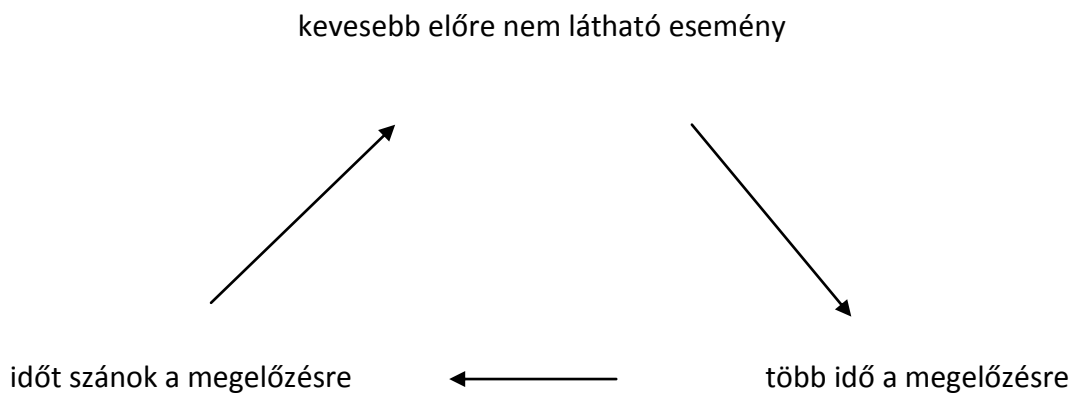 kevesebb előre nem látható esemény
időt szánok a megelőzésre
több idő a megelőzésre